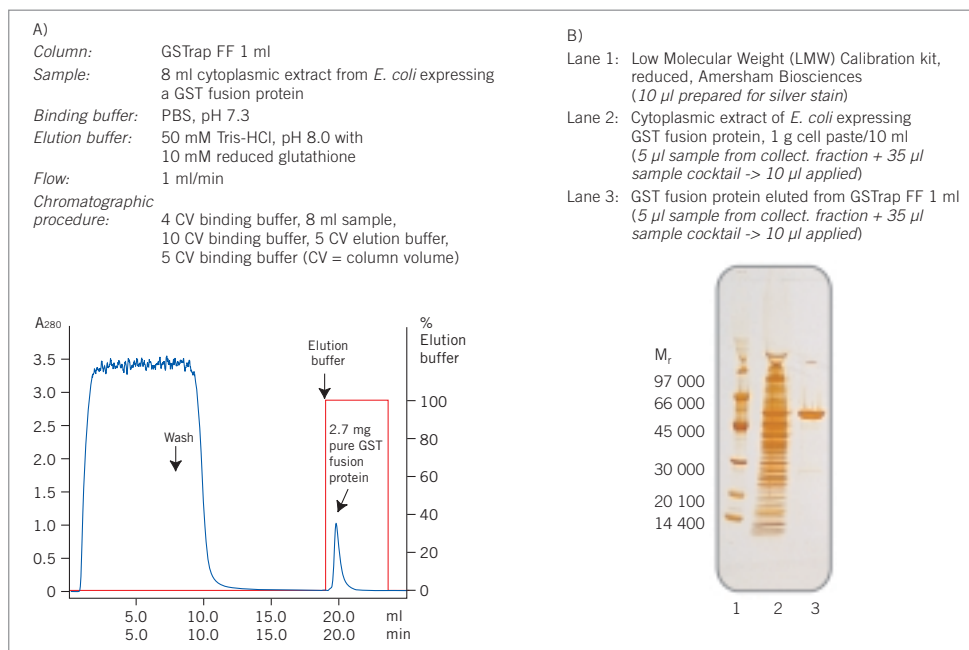 A)
Column: GSTrap FF 1 ml
Sample: 8 ml cytoplasmic extract from E. coli expressing
a GST fusion protein
Binding buffer: PBS, pH 7.3
Elution buffer: 50 mM Tris-HCl, pH 8.0 with
10 mM reduced glutathione
Flow: 1 ml/min
Chromatographic
procedure: 4 CV binding buffer, 8 ml sample,
10 CV binding buffer, 5 CV elution buffer,
5 CV binding buffer (CV = column volume)
A280
%
Elution
buffer
3.5
3.0
2.5
2.0
1.5
1.0
0.5
0
Wash
Elution
buffer
2.7 mg
pure GST
fusion
protein
100
80
60
40
20
0
5.0 10.0 15.0 20.0 ml
5.0 10.0 15.0 20.0 min
B)
Lane 1: Low Molecular Weight (LMW) Calibration kit,
reduced, Amersham Biosciences
(10 µl prepared for silver stain)
Lane 2: Cytoplasmic extract of E. coli expressing
GST fusion protein, 1 g cell paste/10 ml
(5 µl sample from collect. fraction + 35 µl
sample cocktail -> 10 µl applied)
Lane 3: GST fusion protein eluted from GSTrap FF 1 ml
(5 µl sample from collect. fraction + 35 µl
sample cocktail -> 10 µl applied)
Mr
97 000
66 000
45 000
30 000
20 100
14 400
1 2 3